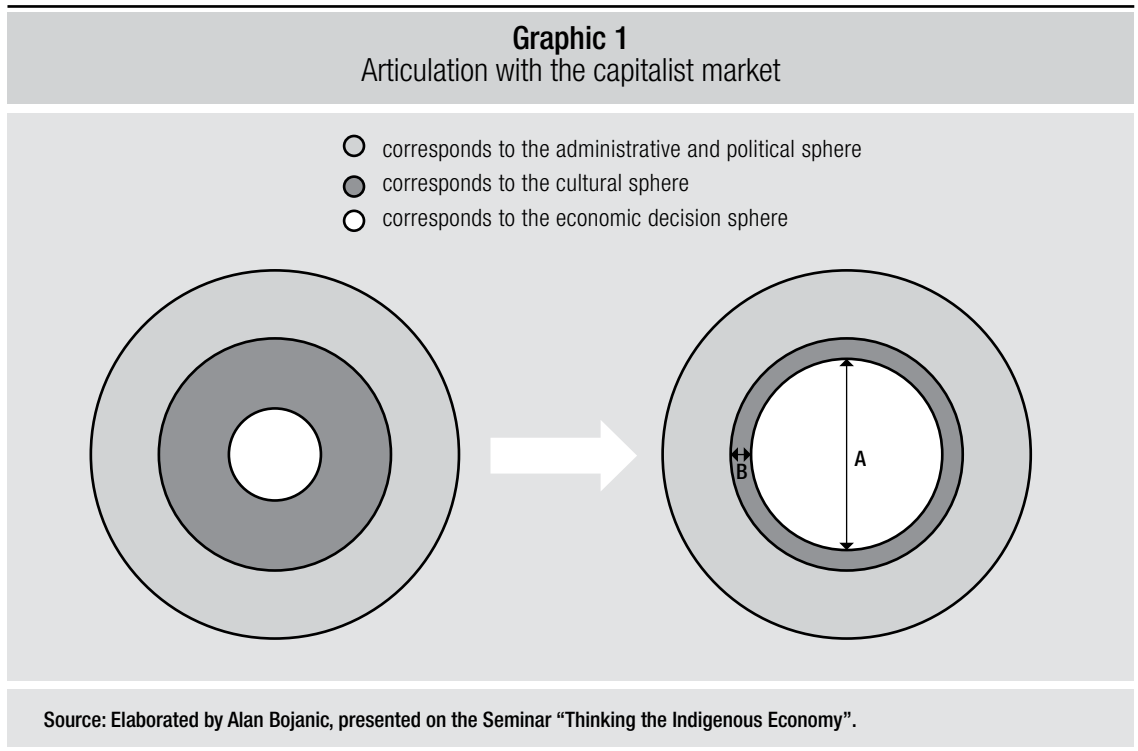 Graphic 1
Articulation with the capitalist market
corresponds to the administrative and political sphere
corresponds to the cultural sphere
corresponds to the economic decision sphere
A
B
Source: Elaborated by Alan Bojanic, presented on the Seminar “Thinking the Indigenous Economy”.